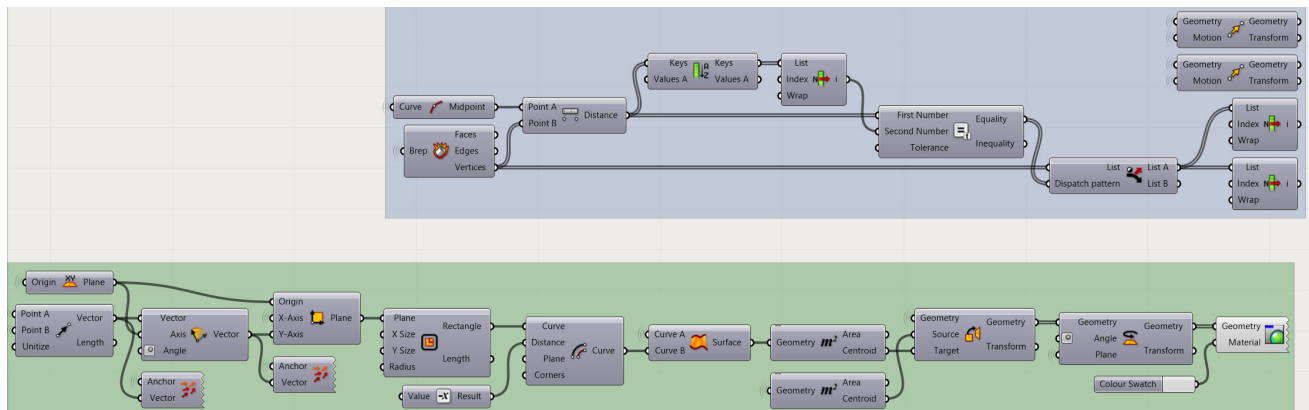 Geometry Geometry
Motion Transform
Geometry Geometry
Motion Transform
Keys Keys
Values A Values A
List
Index i
Wrap
Curve Midpoint
Point A
Point B
Distance
Faces
Brep Edges
Vertices
First Number
Second Number
Tolerance
Equality
Inequality
List List A
Dispatch pattern List B
List
Index i
Wrap
List
Index i
Wrap
Origin XY Plane
Point A
Point B
Unitize
Vector
Length
Vector
Axis
Angle
Vector
Origin
X-Axis
Y-Axis
Plane
Anchor
Vector
Anchor
Vector
Plane
X Size
Y Size
Radius
Rectangle
Length
Value -x Result
Curve
Distance
Plane
Corners
Curve
Curve A
Curve B
Surface
Geometry m² Area
Centroid
Geometry m² Area
Centroid
Geometry
Source
Target
Geometry
Transform
Geometry
Angle
Plane
Geometry
Transform
Colour Swatch
Geometry
Material